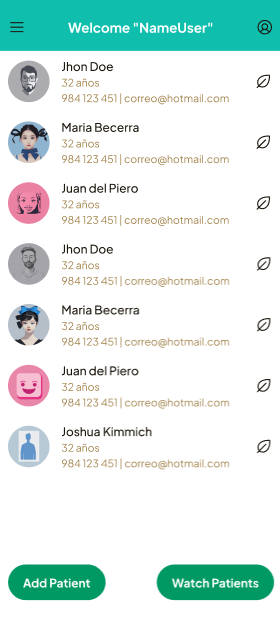 Welcome "NameUser"
Jhon Doe
32 años
984 123 451 | correo@hotmail.com
Maria Becerra
32 años
984 123 451 | correo@hotmail.com
Juan del Piero
32 años
984 123 451 | correo@hotmail.com
Jhon Doe
32 años
984 123 451 | correo@hotmail.com
Maria Becerra
32 años
984 123 451 | correo@hotmail.com
Juan del Piero
32 años
984 123 451 | correo@hotmail.com
Joshua Kimmich
32 años
984 123 451 | correo@hotmail.com
Add Patient
Watch Patients